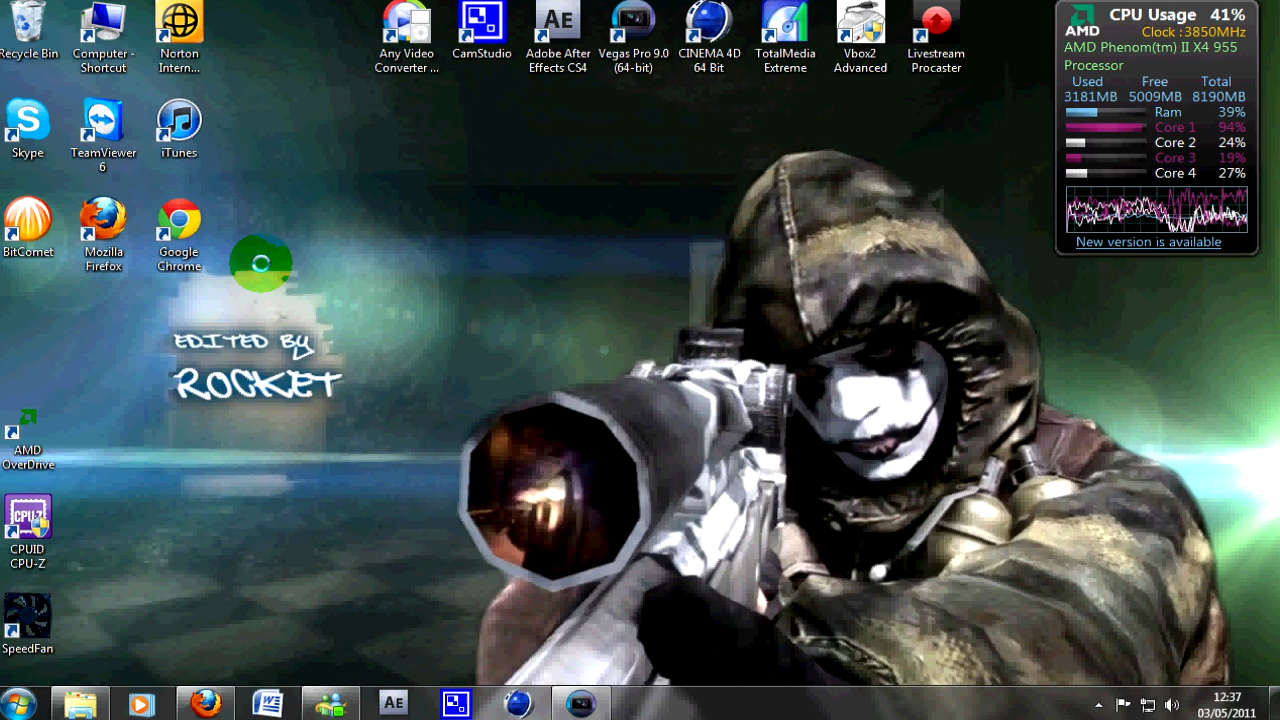 Recycle Bin
Computer - Shortcut
Norton Intern...
Any Video Converter ...
CamStudio
AE
Adobe After Effects CS4
Vegas Pro 9.0 (64-bit)
CINEMA 4D 64 Bit
TotalMedia Extreme
Vbox2 Advanced
Livestream Procaster
AMD
CPU Usage 41%
Clock :3850MHz
AMD Phenom(tm) II X4 955
Processor
Used Free Total
3181MB 5009MB 8190MB
Ram 39%
Core 1 94%
Core 2 24%
Core 3 19%
Core 4 27%
New version is available
Skype
TeamViewer 6
iTunes
BitComet
Mozilla Firefox
Google Chrome
EDITED BY
ROCKET
AMD OverDrive
CPU-Z
CPUID CPU-Z
SpeedFan
W
AE
12:37
03/05/2011